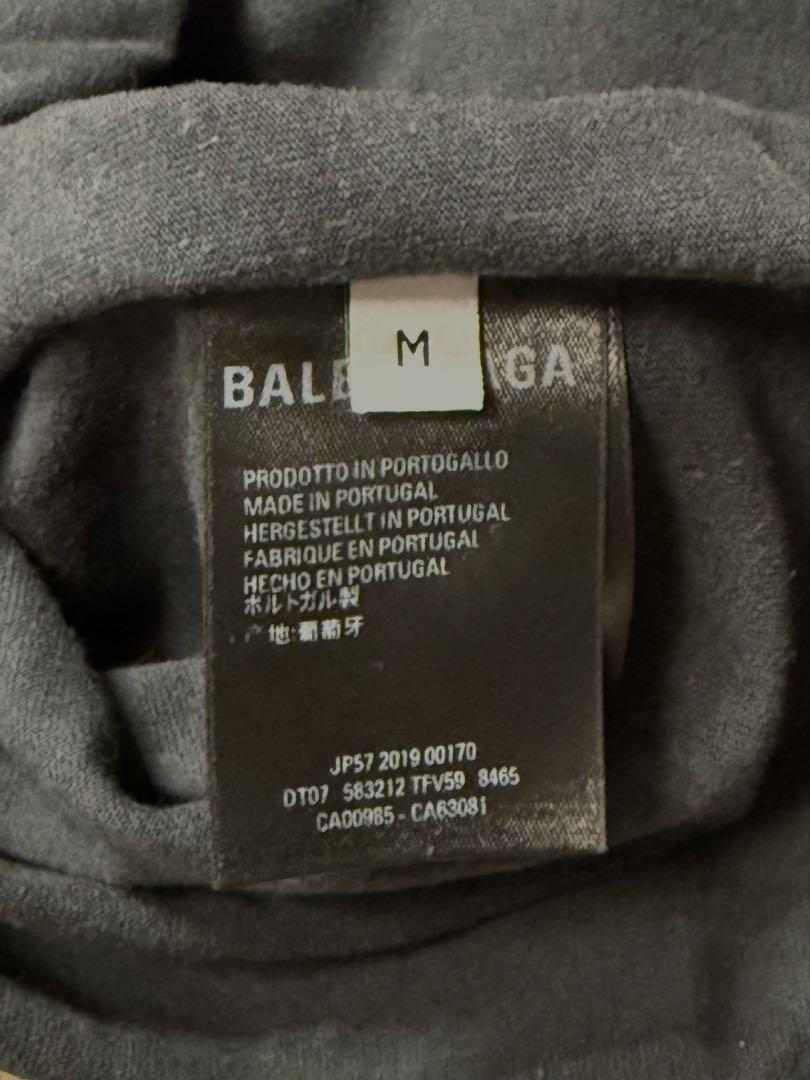 M
BALE AGA
PRODOTTO IN PORTOGALLO
MADE IN PORTUGAL
HERGESTELLT IN PORTUGAL
FABRIQUE EN PORTUGAL
HECHO EN PORTUGAL
ポルトガル製
产地:葡萄牙
JP57 2019 00170
DT07 583212 TFV59 8465
CA00985 - CA63081